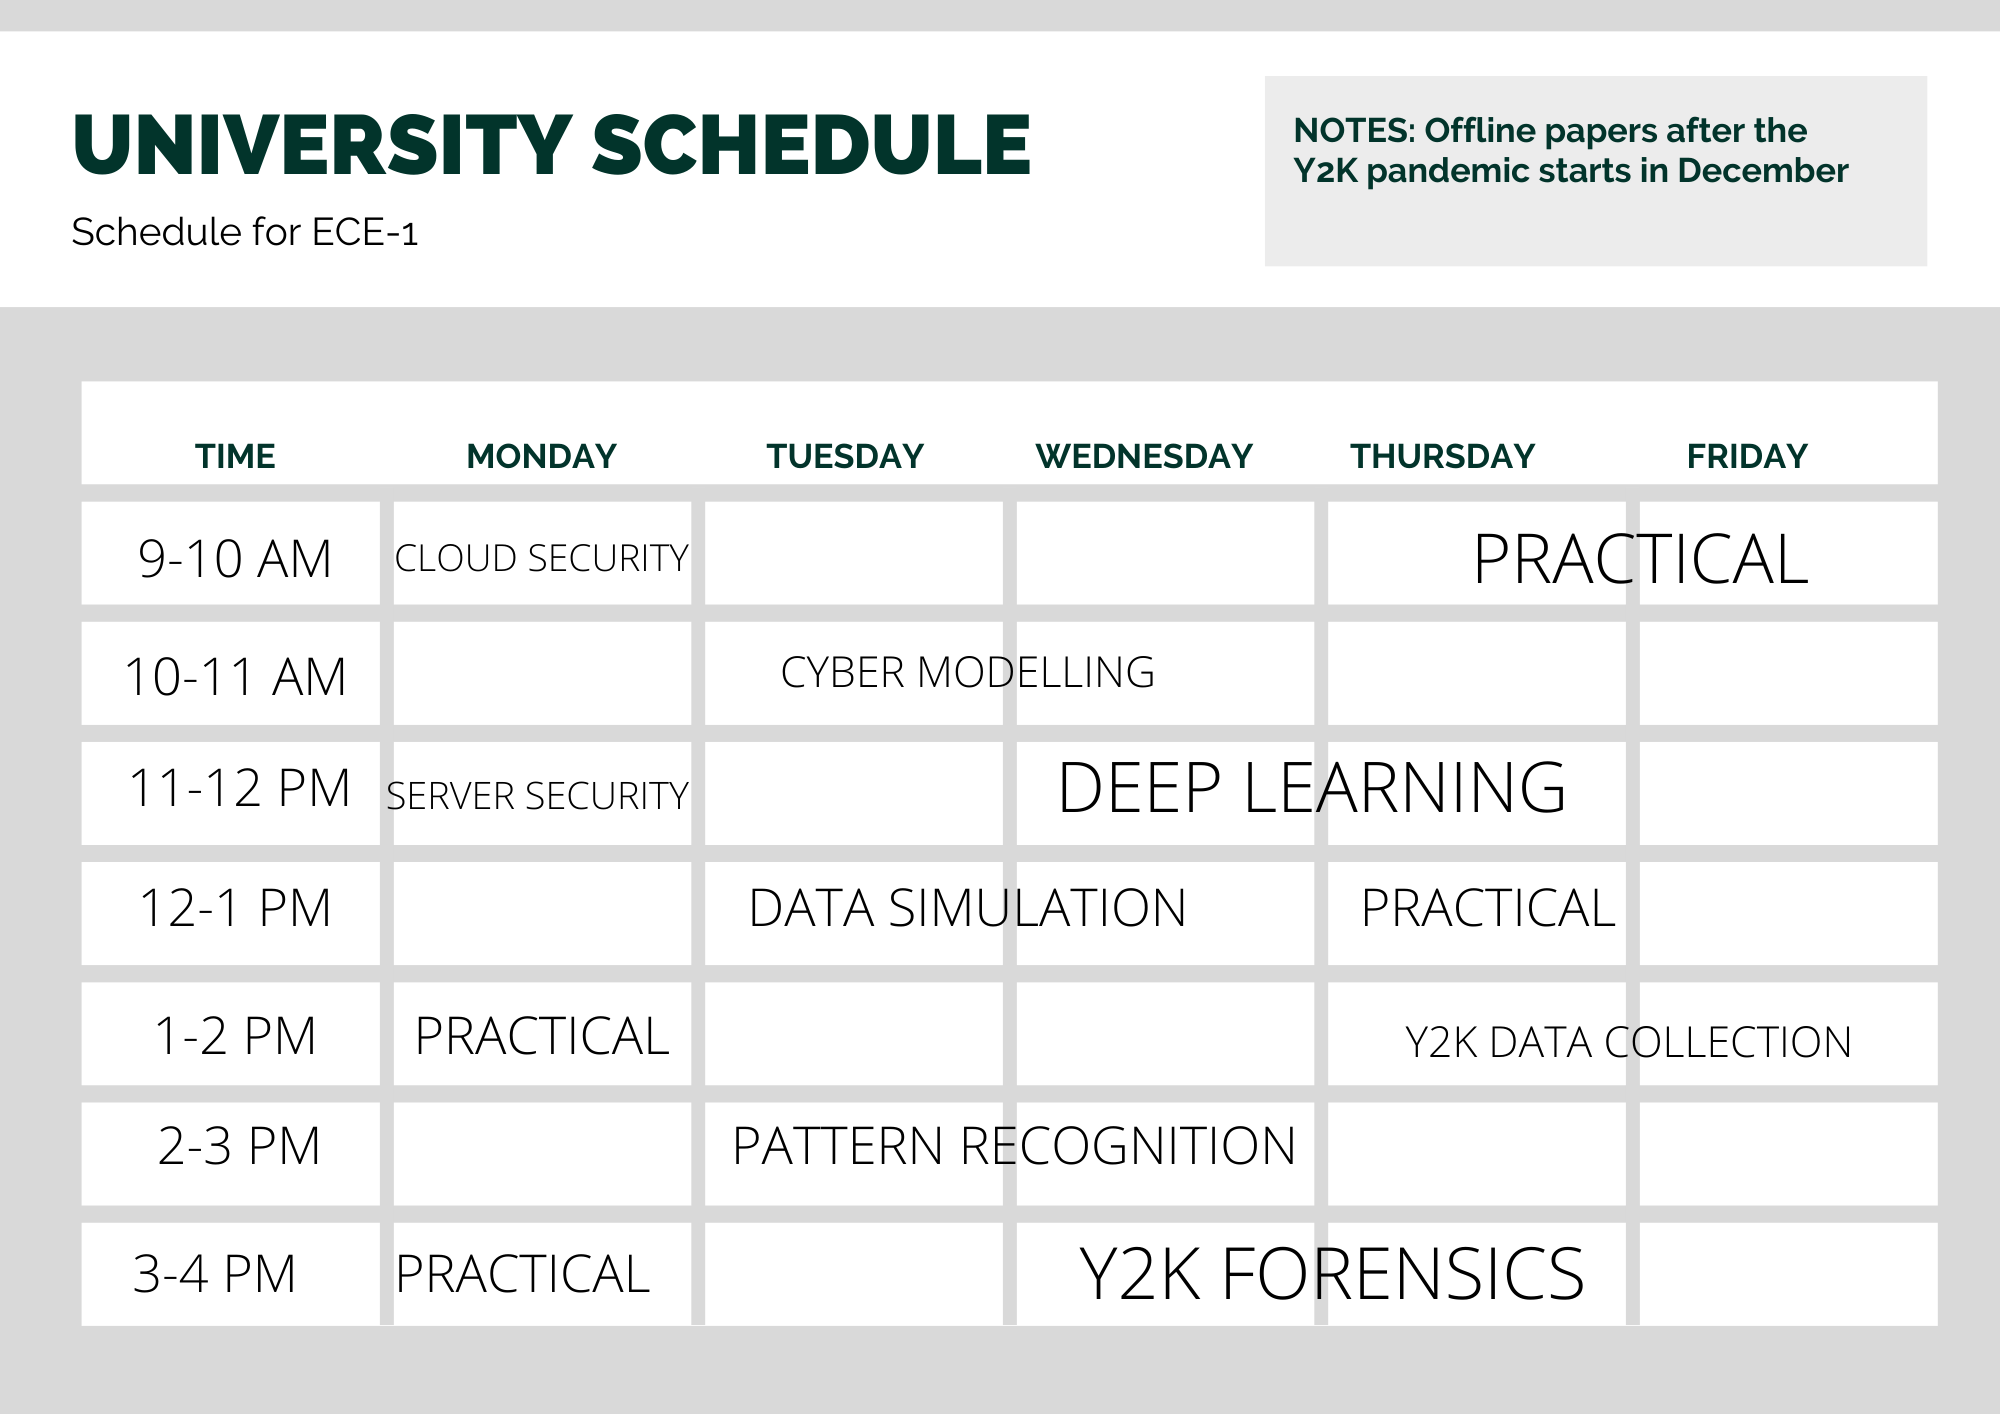 UNIVERSITY SCHEDULE
Schedule for ECE-1
NOTES: Offline papers after the
Y2K pandemic starts in December
TIME MONDAY TUESDAY WEDNESDAY THURSDAY FRIDAY
9-10 AM CLOUD SECURITY PRACTICAL
10-11 AM CYBER MODELLING
11-12 PM SERVER SECURITY DEEP LEARNING
12-1 PM DATA SIMULATION PRACTICAL
1-2 PM PRACTICAL Y2K DATA COLLECTION
2-3 PM PATTERN RECOGNITION
3-4 PM PRACTICAL Y2K FORENSICS